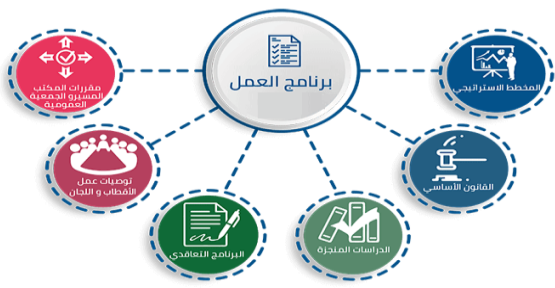 برنامج العمل
المخطط الاستراتيجي
القانون الأساسي
الدراسات المنجزة
البرنامج التعاقدي
توصيات عمل
الأقطاب و اللجان
مقررات المكتب
المسيرو الجمعية
العمومية